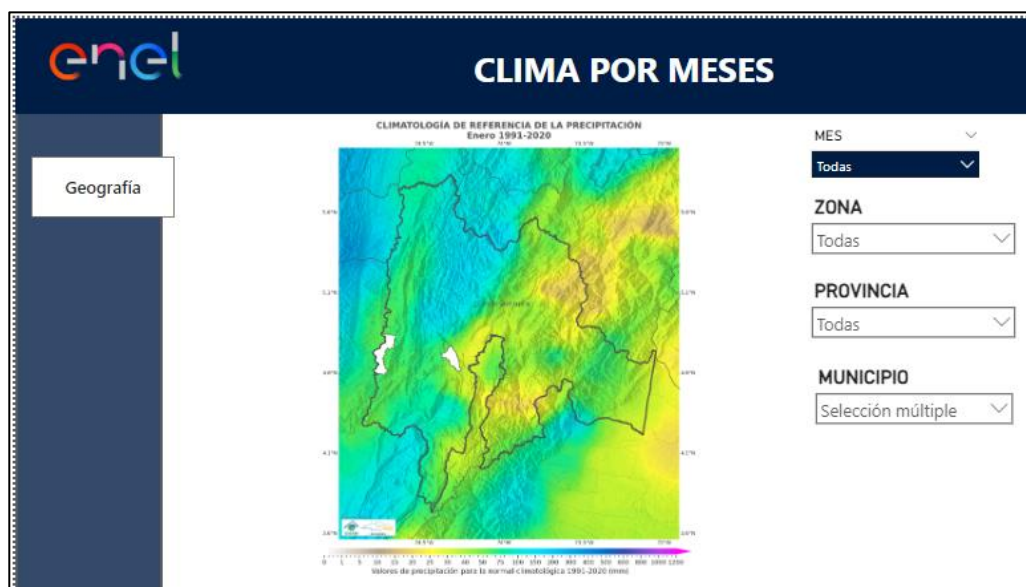 enel
CLIMA POR MESES
Geografía
CLIMATOLOGÍA DE REFERENCIA DE LA PRECIPITACIÓN
Enero 1991-2020
MES
Todas
ZONA
Todas
PROVINCIA
Todas
MUNICIPIO
Selección múltiple
Valores de precipitación para la normal climatológica 1991-2020 (mm)